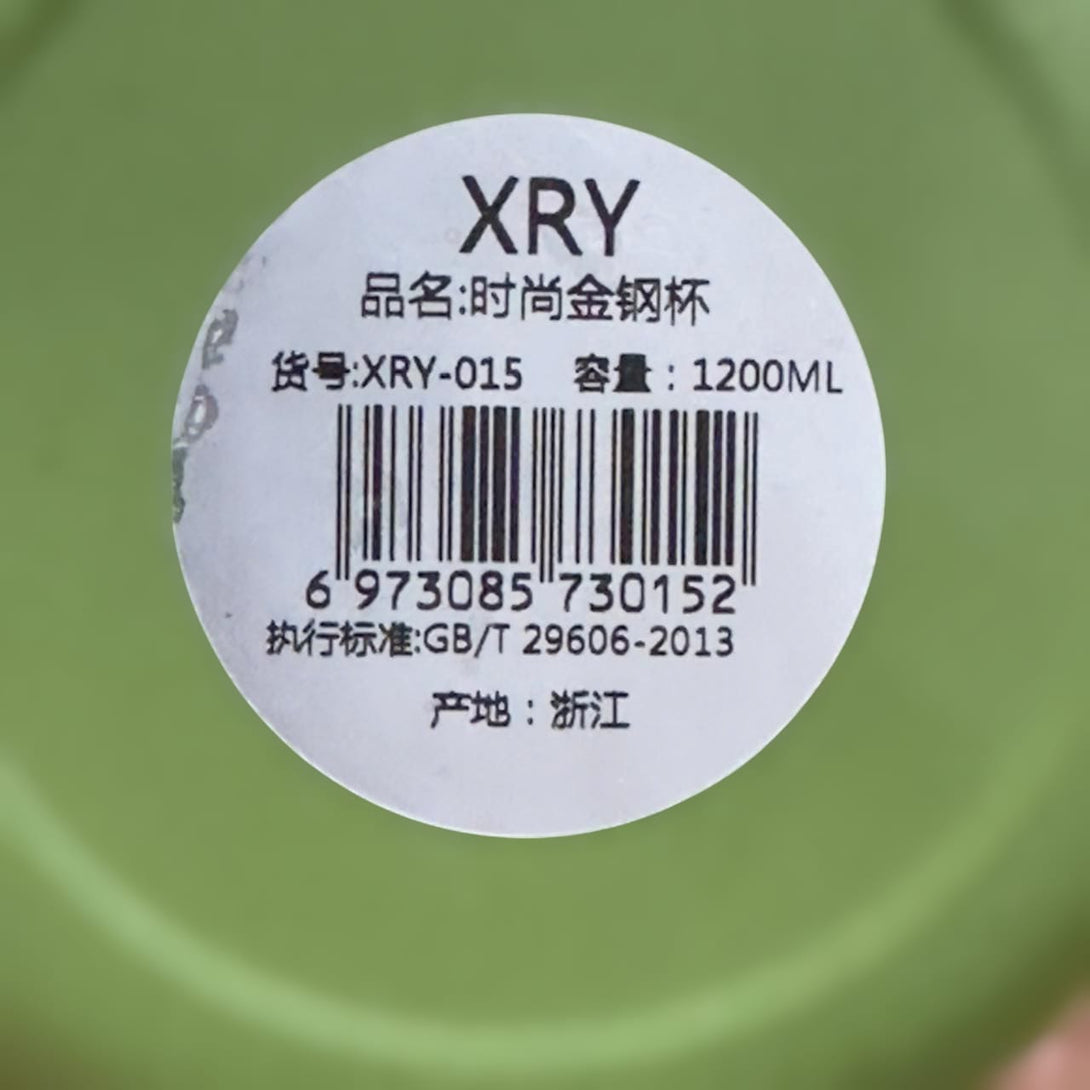 XRY
品名:时尚金钢杯
货号:XRY-015 容量:1200ML
6 973085 730152
执行标准:GB/T 29606-2013
产地:浙江